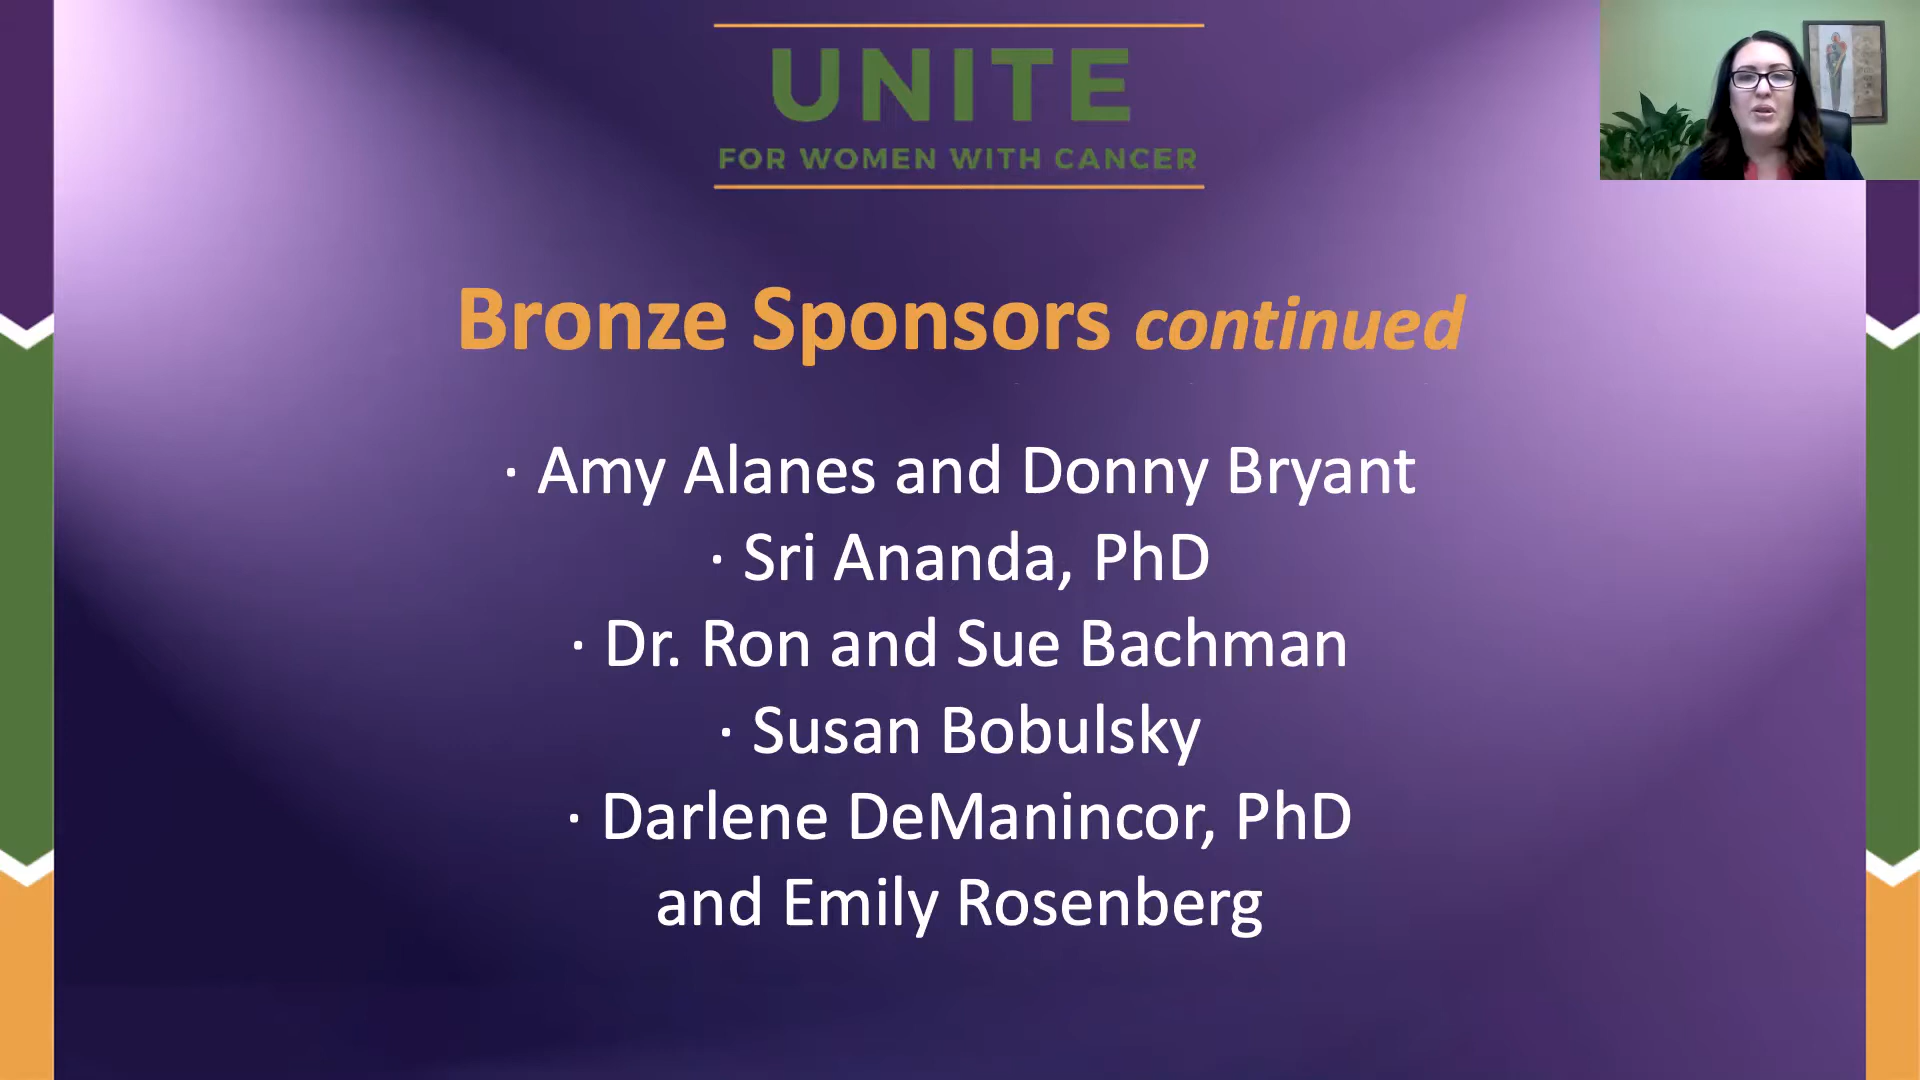 UNITE
FOR WOMEN WITH CANCER
Bronze Sponsors continued
· Amy Alanes and Donny Bryant
· Sri Ananda, PhD
· Dr. Ron and Sue Bachman
· Susan Bobulsky
· Darlene DeManincor, PhD
and Emily Rosenberg